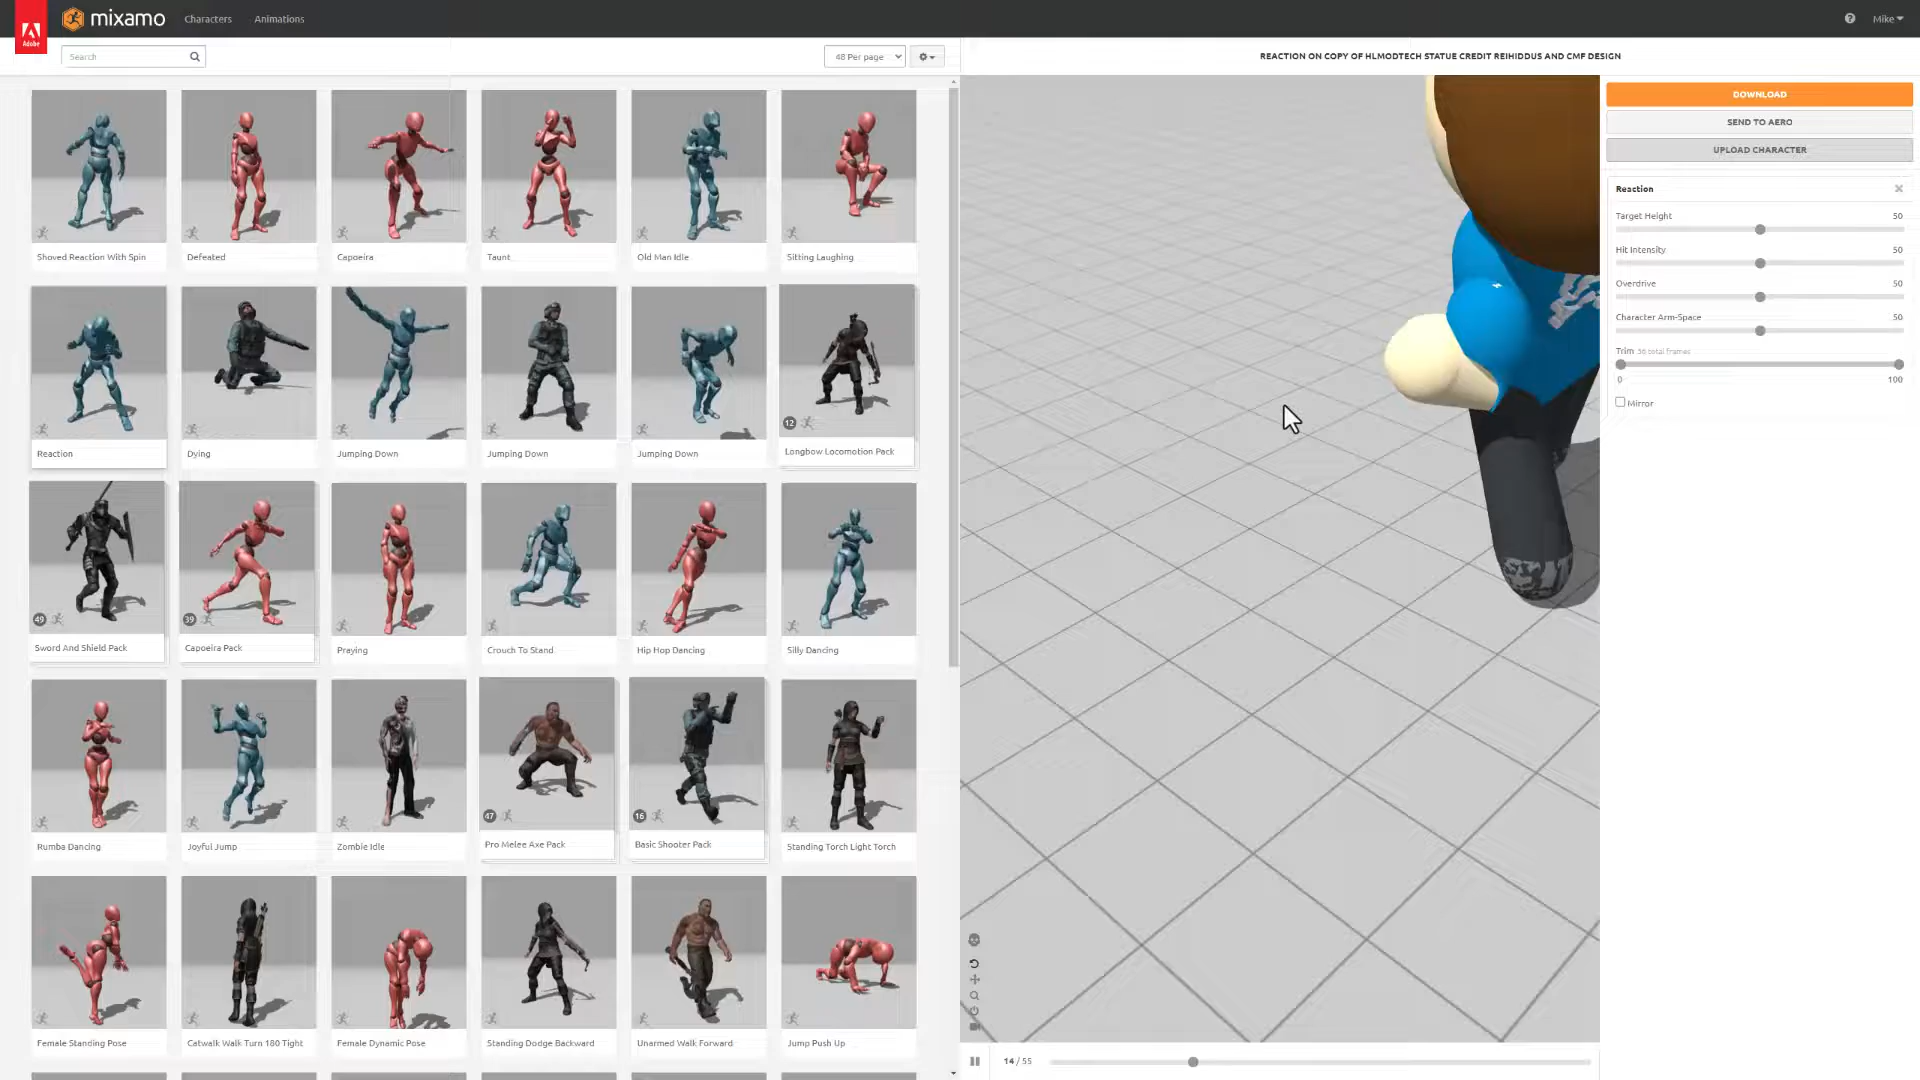 Adobe
mixamo
Characters
Animations
Mike
Search
48 Per page
REACTION ON COPY OF HLMODTECH STATUE CREDIT REIHIDDUS AND CMF DESIGN
Shoved Reaction With Spin
Defeated
Capoeira
Taunt
Old Man Idle
Sitting Laughing
Reaction
Dying
Jumping Down
Jumping Down
Jumping Down
12
Longbow Locomotion Pack
49
Sword And Shield Pack
39
Capoeira Pack
Praying
Crouch To Stand
Hip Hop Dancing
Silly Dancing
Rumba Dancing
Joyful Jump
Zombie Idle
47
Pro Melee Axe Pack
16
Basic Shooter Pack
Standing Torch Light Torch
Female Standing Pose
Catwalk Walk Turn 180 Tight
Female Dynamic Pose
Standing Dodge Backward
Unarmed Walk Forward
Jump Push Up
14 / 55
DOWNLOAD
SEND TO AERO
UPLOAD CHARACTER
Reaction
Target Height 50
Hit Intensity 50
Overdrive 50
Character Arm-Space 50
Trim 56 total frames
0 100
Mirror